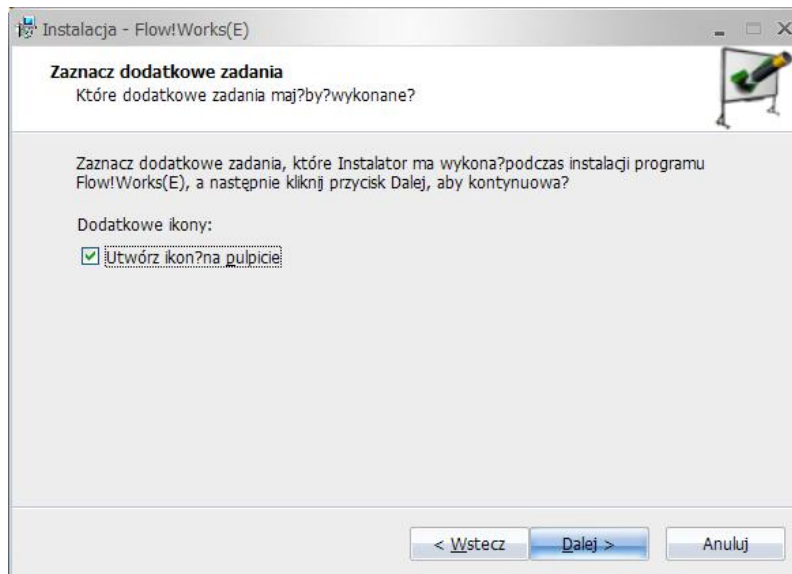 Instalacja - Flow!Works(E)
Zaznacz dodatkowe zadania
Które dodatkowe zadania maj?by?wykonane?
Zaznacz dodatkowe zadania, które Instalator ma wykona?podczas instalacji programu
Flow!Works(E), a następnie kliknij przycisk Dalej, aby kontynuowa?
Dodatkowe ikony:
Utwórz ikon?na pulpicie
< Wstecz
Dalej >
Anuluj